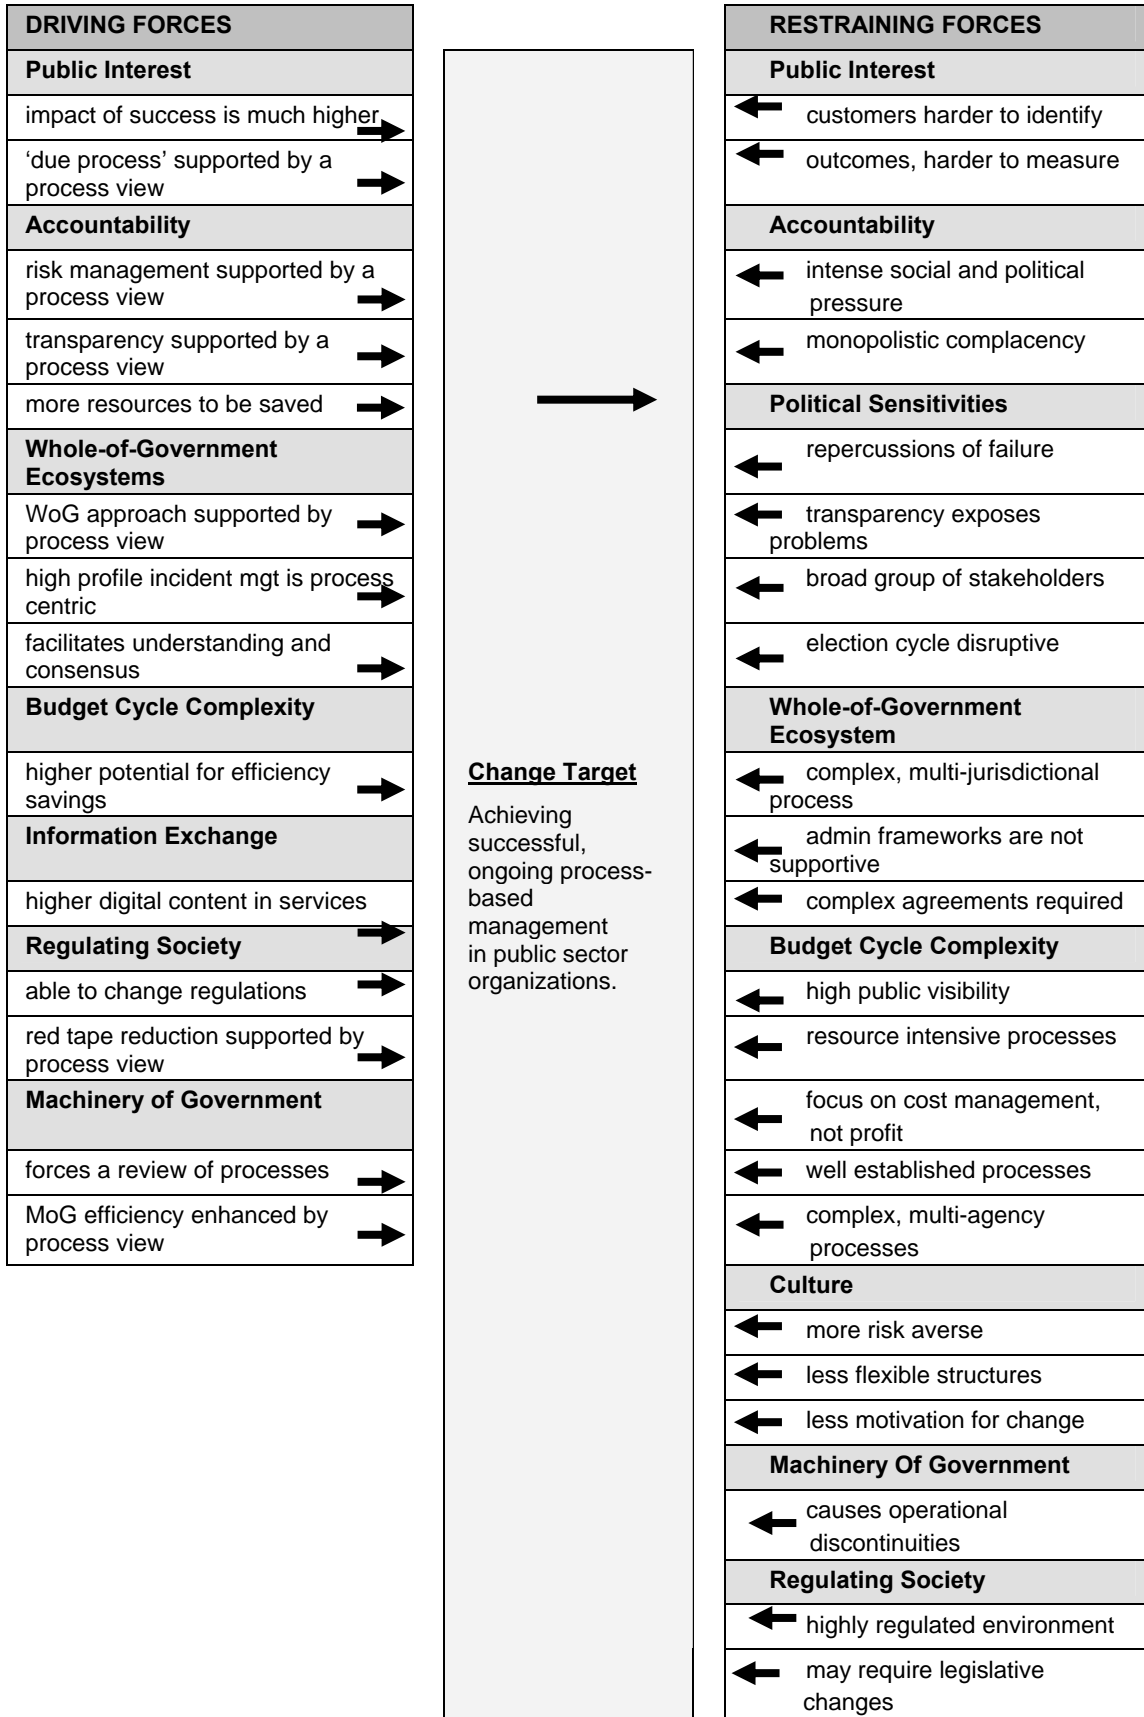 DRIVING FORCES
Public Interest
impact of success is much higher
‘due process’ supported by a
process view
Accountability
risk management supported by a
process view
transparency supported by a
process view
more resources to be saved
Whole-of-Government
Ecosystems
WoG approach supported by
process view
high profile incident mgt is process
centric
facilitates understanding and
consensus
Budget Cycle Complexity
higher potential for efficiency
savings
Information Exchange
higher digital content in services
Regulating Society
able to change regulations
red tape reduction supported by
process view
Machinery of Government
forces a review of processes
MoG efficiency enhanced by
process view
Change Target
Achieving
successful,
ongoing process-
based
management
in public sector
organizations.
RESTRAINING FORCES
Public Interest
customers harder to identify
outcomes, harder to measure
Accountability
intense social and political
pressure
monopolistic complacency
Political Sensitivities
repercussions of failure
transparency exposes
problems
broad group of stakeholders
election cycle disruptive
Whole-of-Government
Ecosystem
complex, multi-jurisdictional
process
admin frameworks are not
supportive
complex agreements required
Budget Cycle Complexity
high public visibility
resource intensive processes
focus on cost management,
not profit
well established processes
complex, multi-agency
processes
Culture
more risk averse
less flexible structures
less motivation for change
Machinery Of Government
causes operational
discontinuities
Regulating Society
highly regulated environment
may require legislative
changes